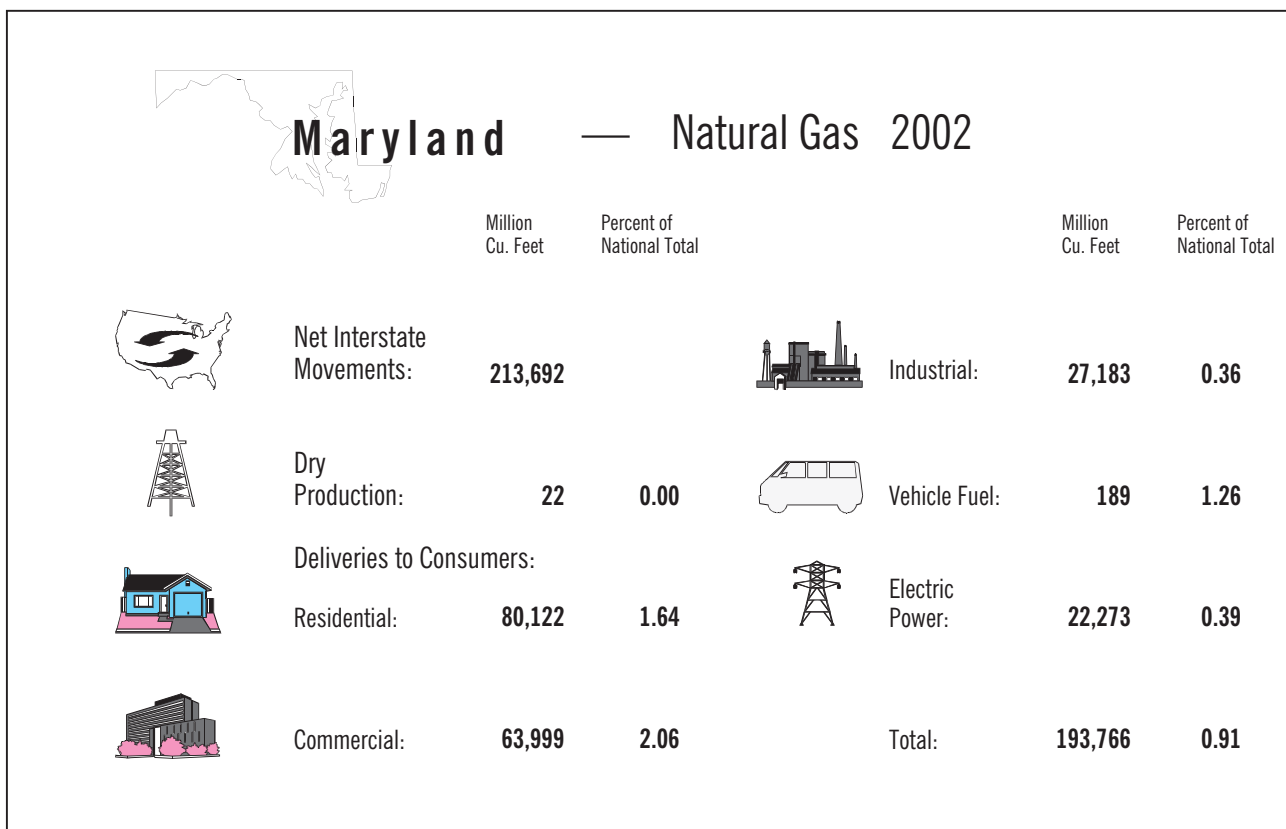 Maryland — Natural Gas 2002
Million
Cu. Feet
Percent of
National Total
Million
Cu. Feet
Percent of
National Total
Net Interstate
Movements: 213,692
Dry
Production: 22 0.00
Deliveries to Consumers:
Residential: 80,122 1.64
Commercial: 63,999 2.06
Industrial: 27,183 0.36
Vehicle Fuel: 189 1.26
Electric
Power: 22,273 0.39
Total: 193,766 0.91